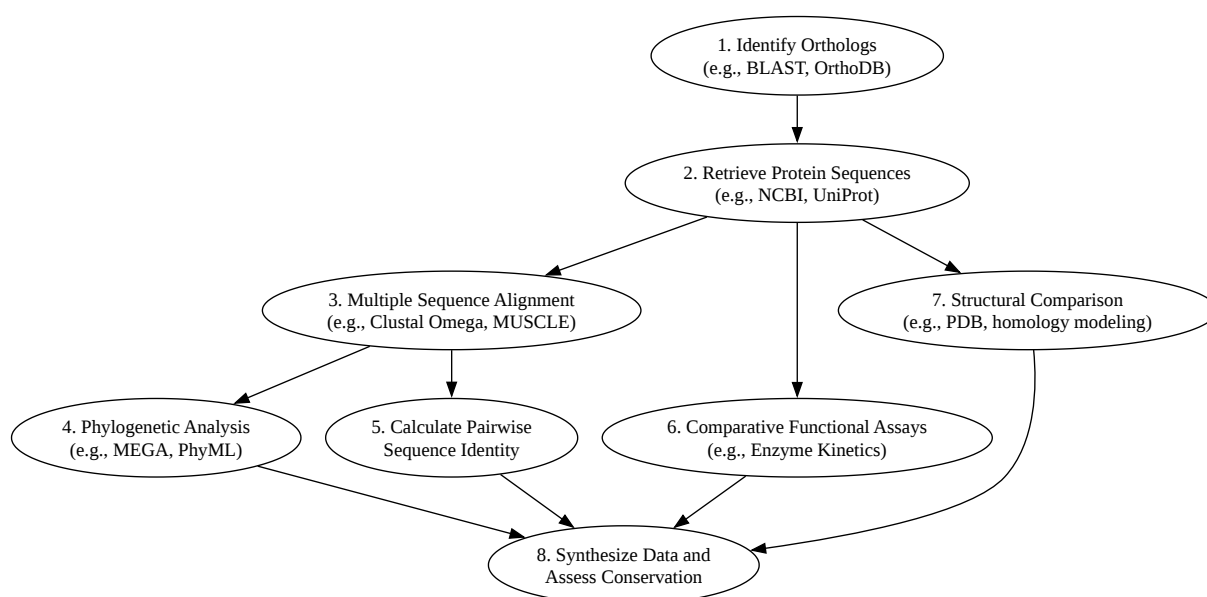 1. Identify Orthologs
(e.g., BLAST, OrthoDB)
2. Retrieve Protein Sequences
(e.g., NCBI, UniProt)
3. Multiple Sequence Alignment
(e.g., Clustal Omega, MUSCLE)
7. Structural Comparison
(e.g., PDB, homology modeling)
4. Phylogenetic Analysis
(e.g., MEGA, PhyML)
5. Calculate Pairwise
Sequence Identity
6. Comparative Functional Assays
(e.g., Enzyme Kinetics)
8. Synthesize Data and
Assess Conservation